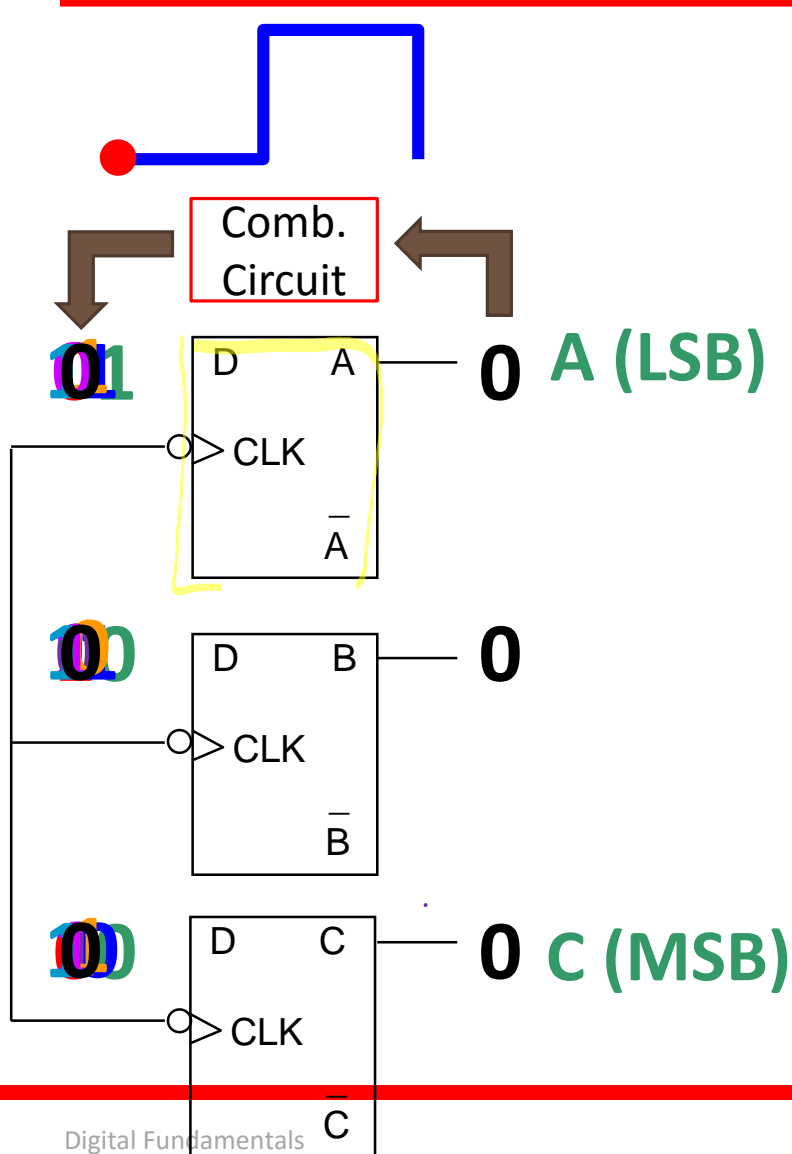 Comb.
Circuit
D A
0 A (LSB)
CLK
A̅
D B
0
CLK
B̅
D C
0 C (MSB)
CLK
C̅
Digital Fundamentals